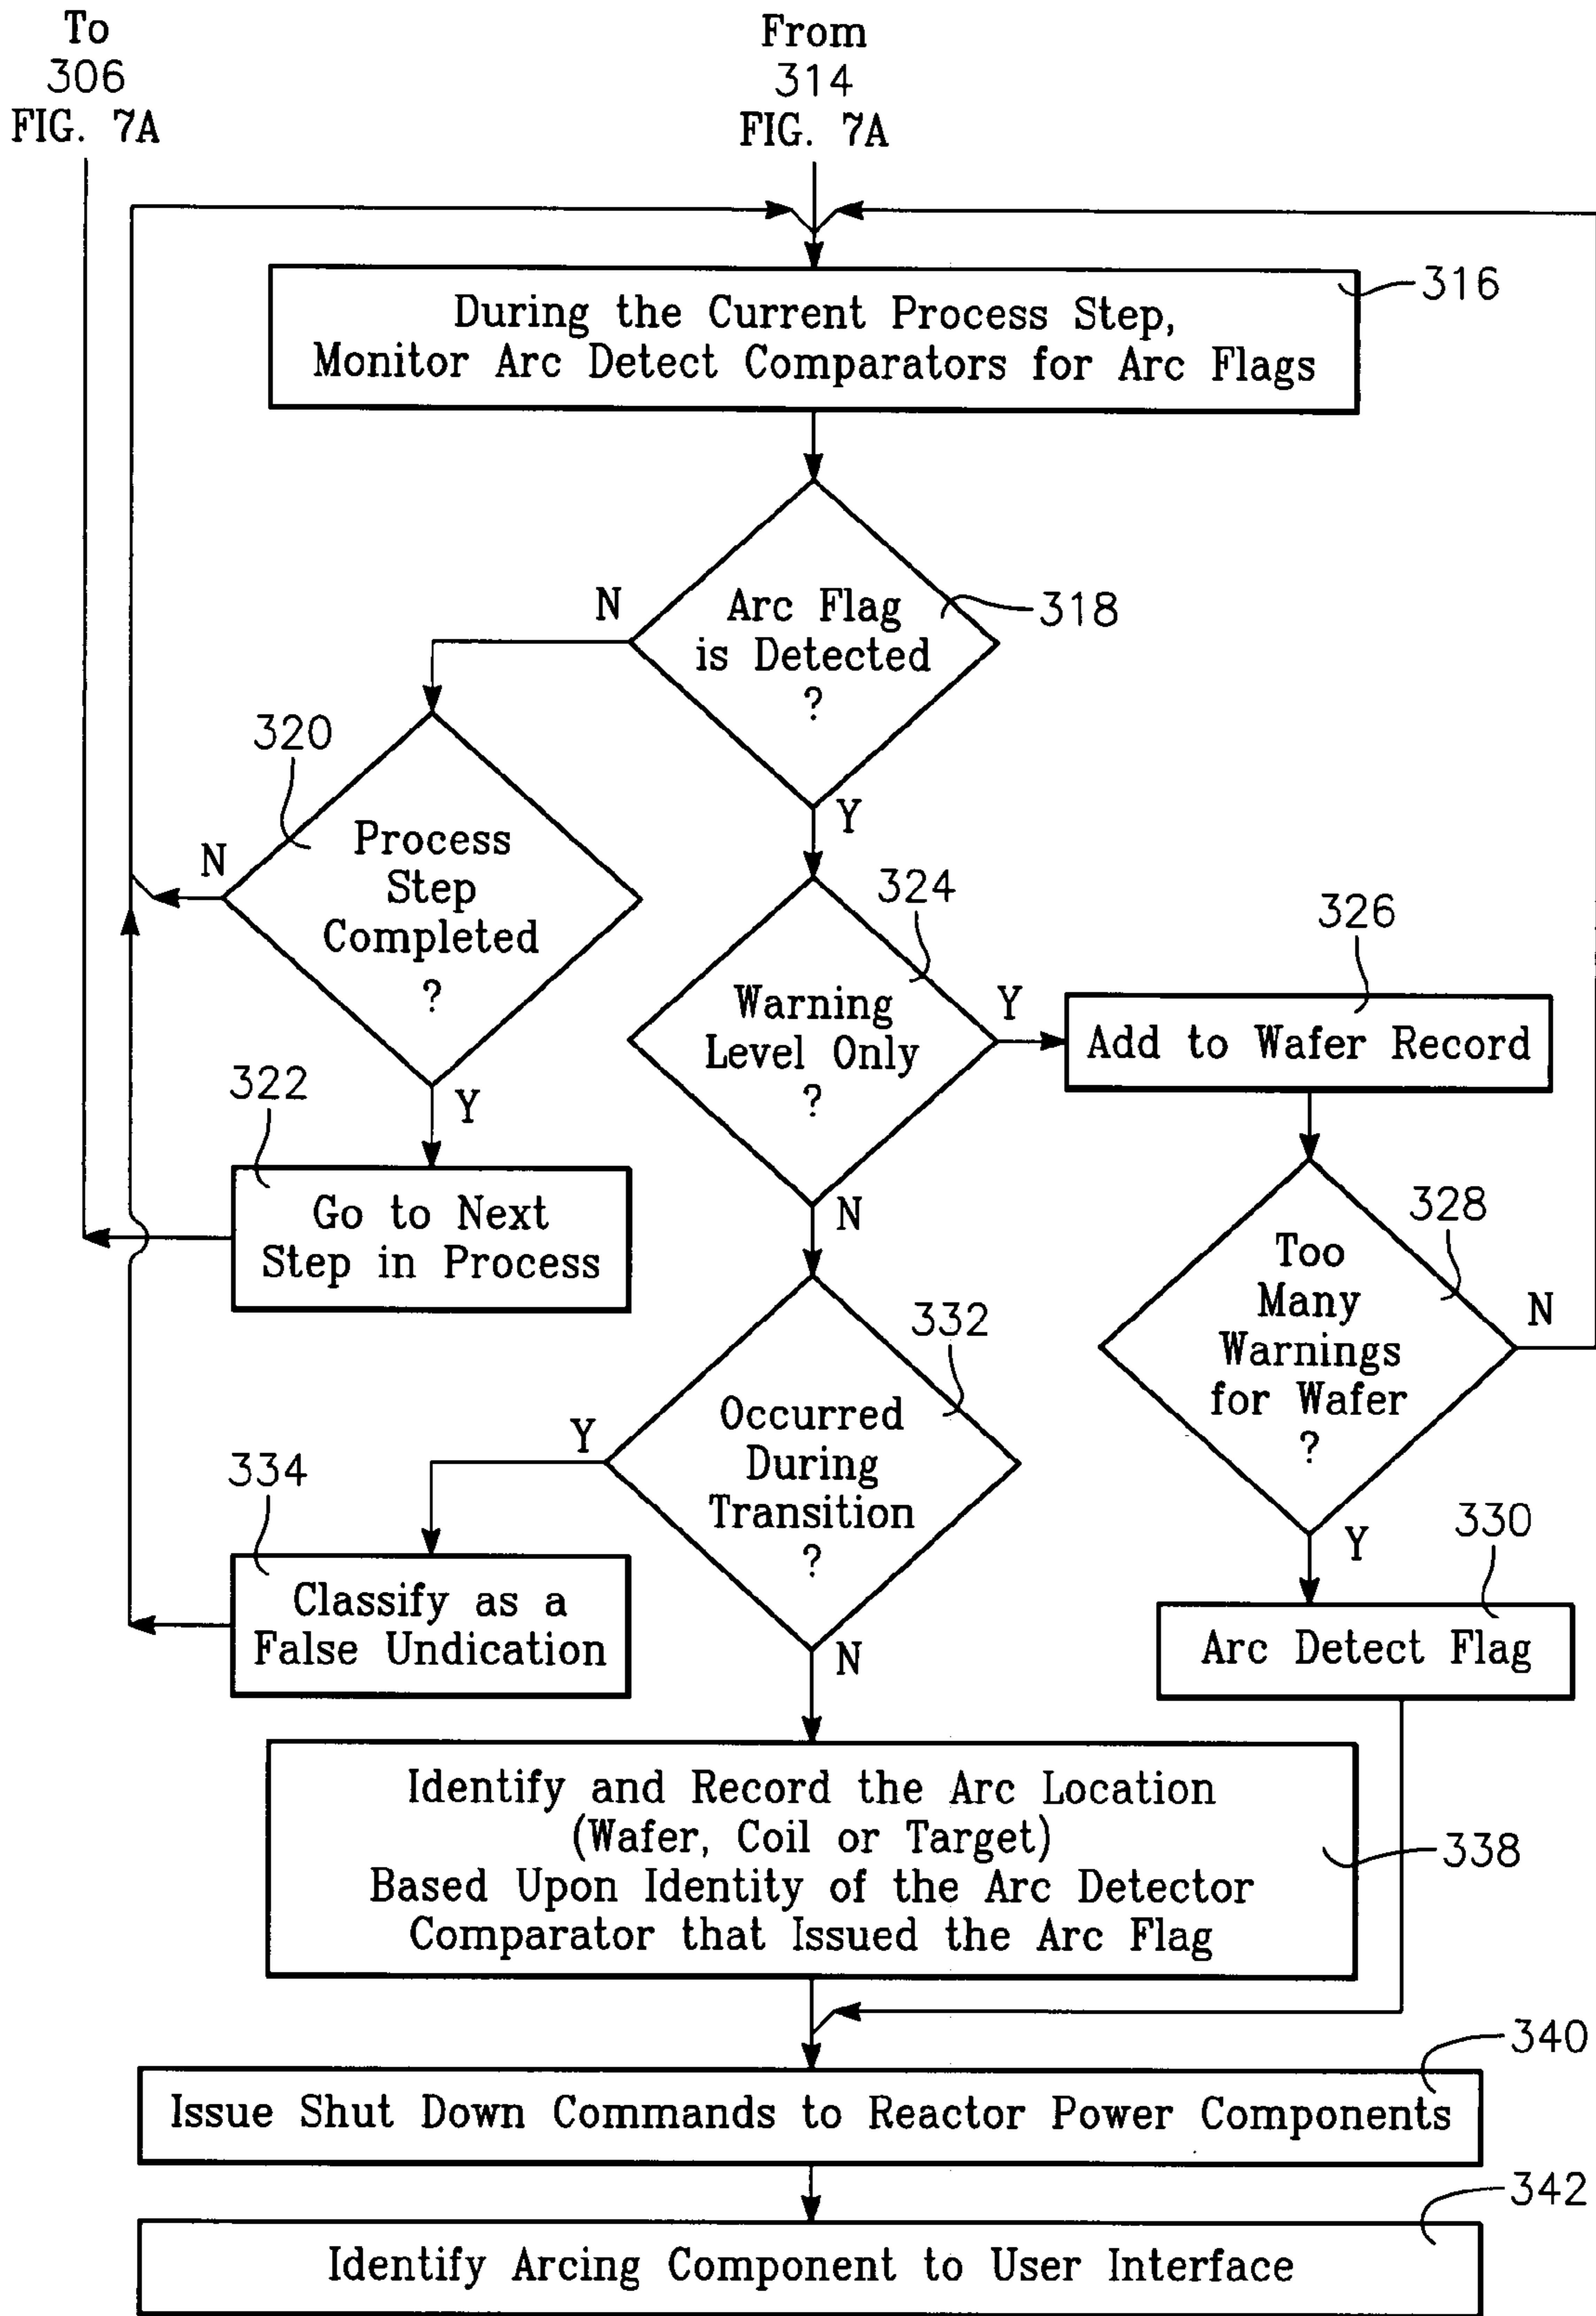 To
306
FIG. 7A
From
314
FIG. 7A
During the Current Process Step,
Monitor Arc Detect Comparators for Arc Flags
316
Arc Flag
is Detected
?
318
N
Y
320
Process
Step
Completed
?
N
Y
322
Go to Next
Step in Process
324
Warning
Level Only
?
Y
N
326
Add to Wafer Record
328
Too
Many
Warnings
for Wafer
?
N
Y
330
Arc Detect Flag
332
Occurred
During
Transition
?
Y
N
334
Classify as a
False Undication
Identify and Record the Arc Location
(Wafer, Coil or Target)
Based Upon Identity of the Arc Detector
Comparator that Issued the Arc Flag
338
340
Issue Shut Down Commands to Reactor Power Components
342
Identify Arcing Component to User Interface